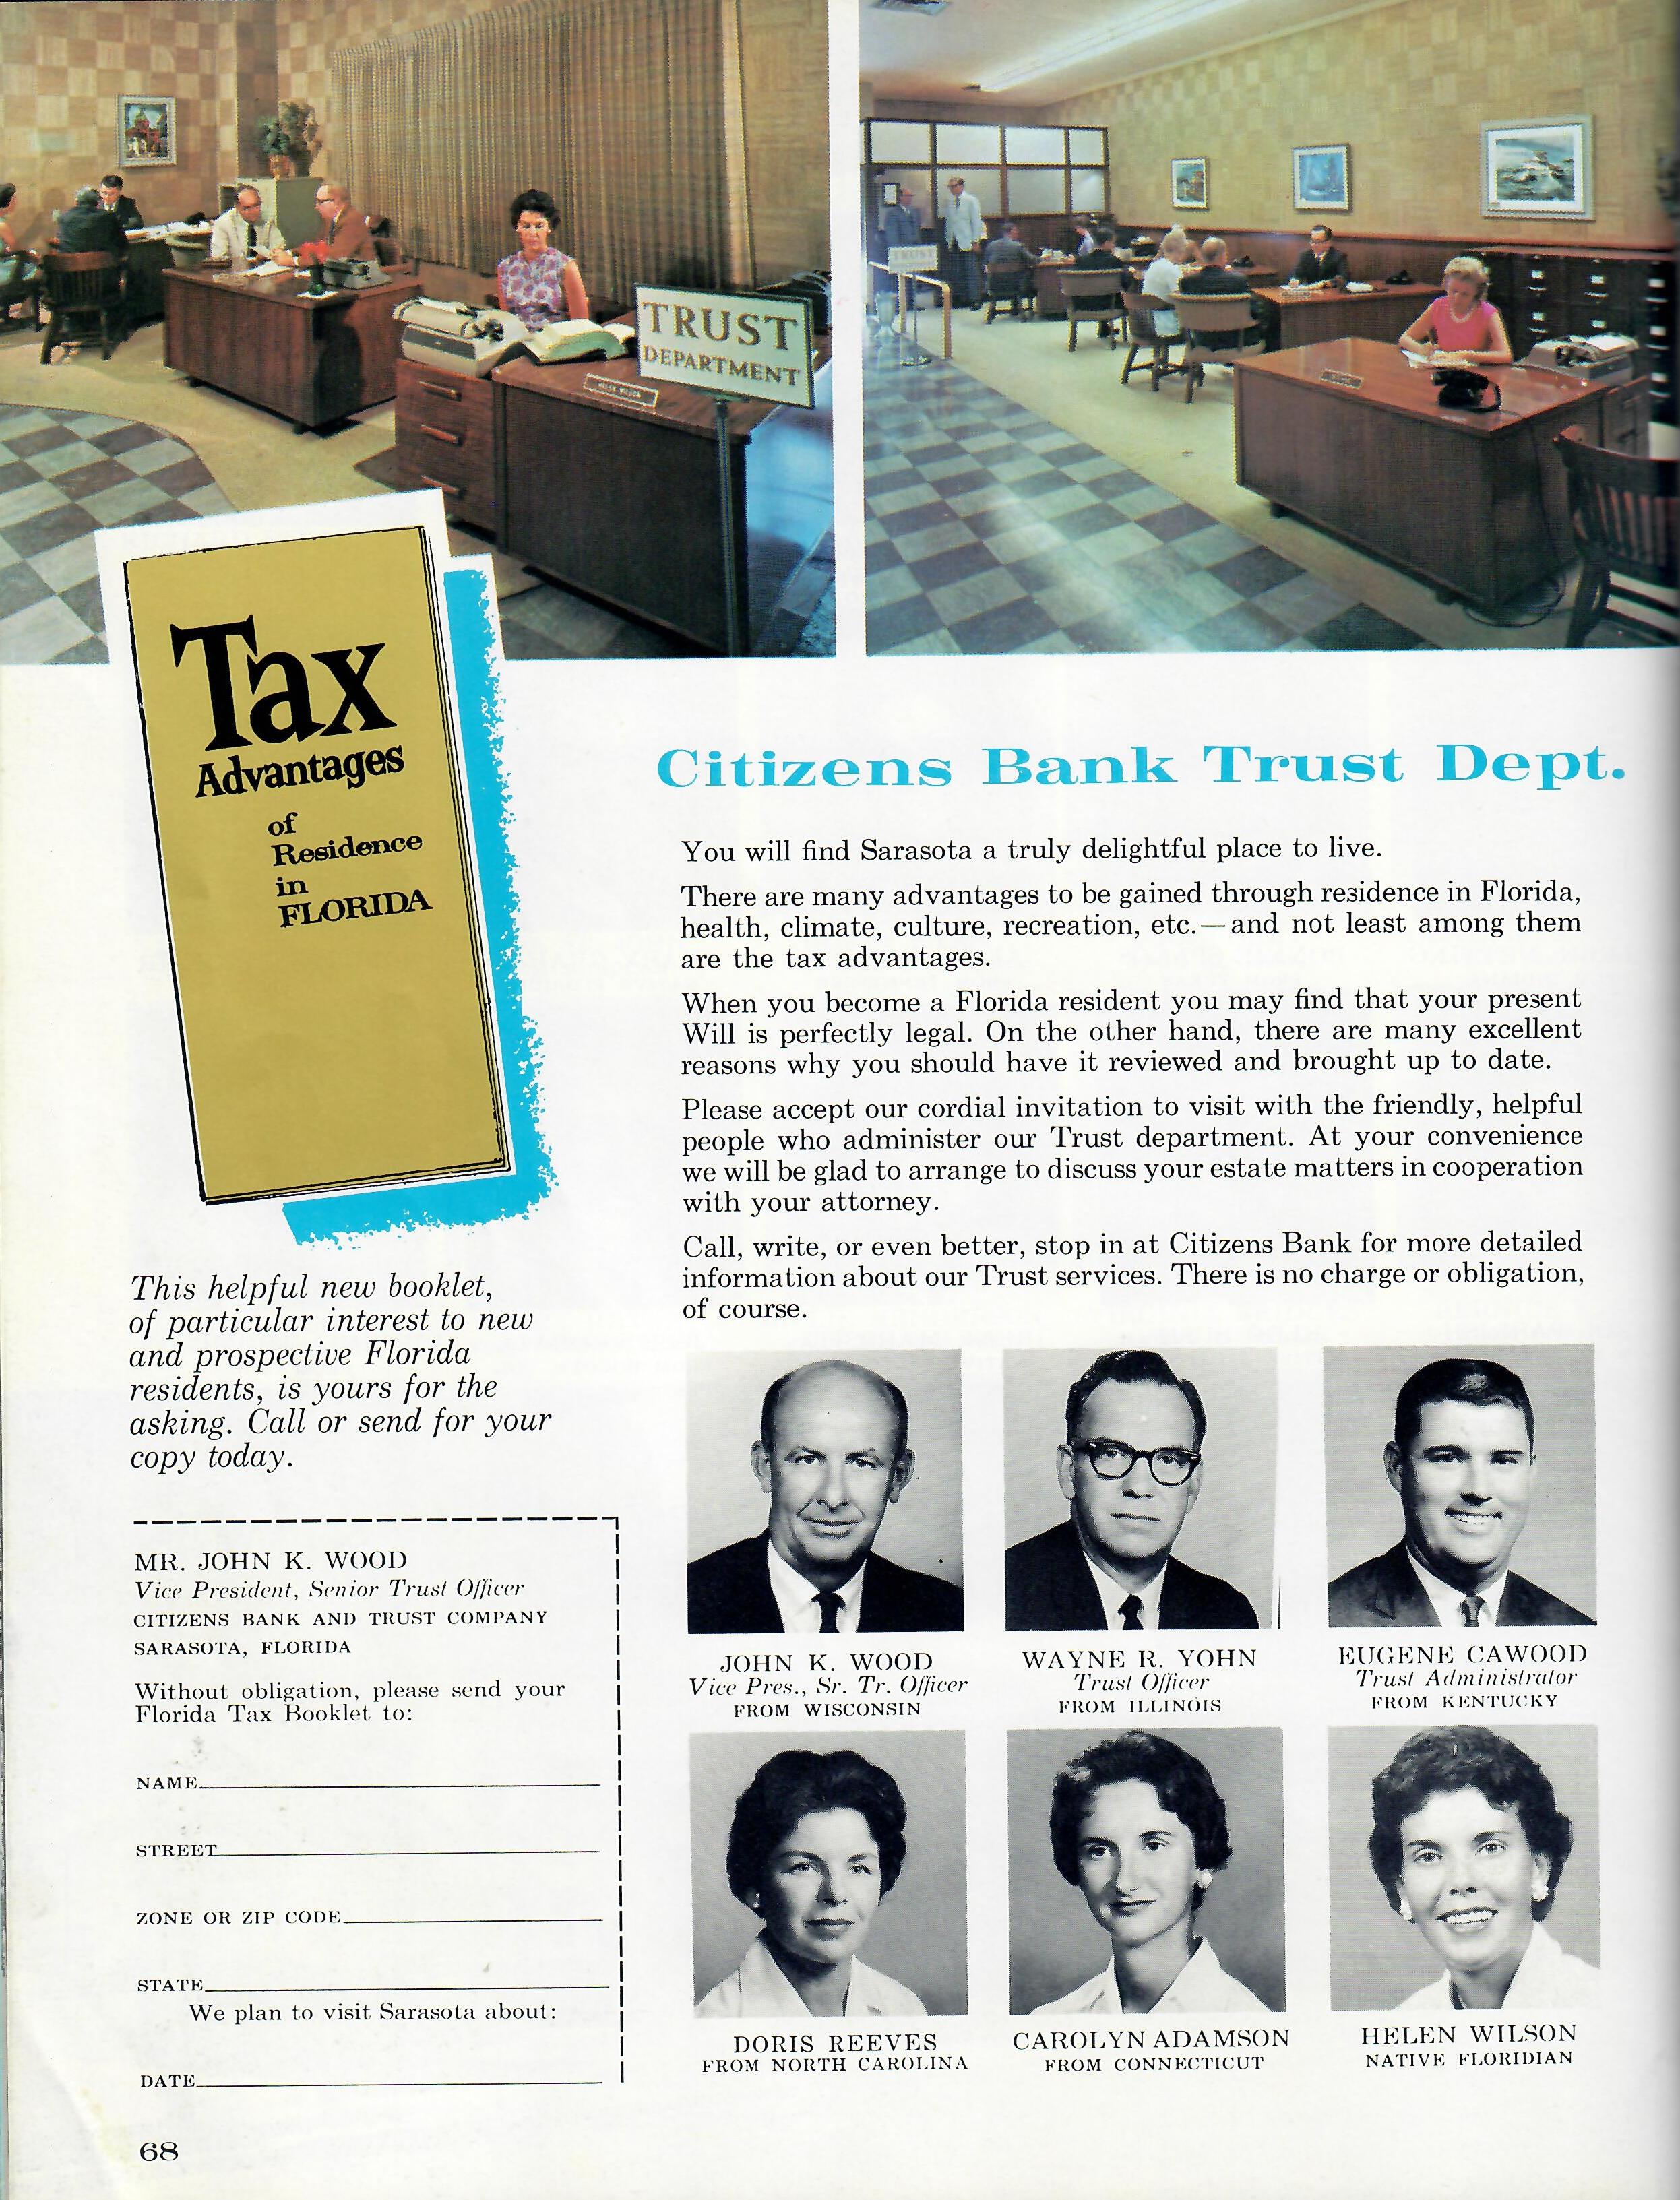 TRUST
DEPARTMENT
HELEN WILSON
TRUST
Tax
Advantages
of
Residence
in
FLORIDA
Citizens Bank Trust Dept.
You will find Sarasota a truly delightful place to live.
There are many advantages to be gained through residence in Florida,
health, climate, culture, recreation, etc.—and not least among them
are the tax advantages.
When you become a Florida resident you may find that your present
Will is perfectly legal. On the other hand, there are many excellent
reasons why you should have it reviewed and brought up to date.
Please accept our cordial invitation to visit with the friendly, helpful
people who administer our Trust department. At your convenience
we will be glad to arrange to discuss your estate matters in cooperation
with your attorney.
Call, write, or even better, stop in at Citizens Bank for more detailed
information about our Trust services. There is no charge or obligation,
of course.
This helpful new booklet,
of particular interest to new
and prospective Florida
residents, is yours for the
asking. Call or send for your
copy today.
MR. JOHN K. WOOD
Vice President, Senior Trust Officer
CITIZENS BANK AND TRUST COMPANY
SARASOTA, FLORIDA
Without obligation, please send your
Florida Tax Booklet to:
NAME
STREET
ZONE OR ZIP CODE
STATE
We plan to visit Sarasota about:
DATE
JOHN K. WOOD
Vice Pres., Sr. Tr. Officer
FROM WISCONSIN
WAYNE R. YOHN
Trust Officer
FROM ILLINOIS
EUGENE CAWOOD
Trust Administrator
FROM KENTUCKY
DORIS REEVES
FROM NORTH CAROLINA
CAROLYN ADAMSON
FROM CONNECTICUT
HELEN WILSON
NATIVE FLORIDIAN
68